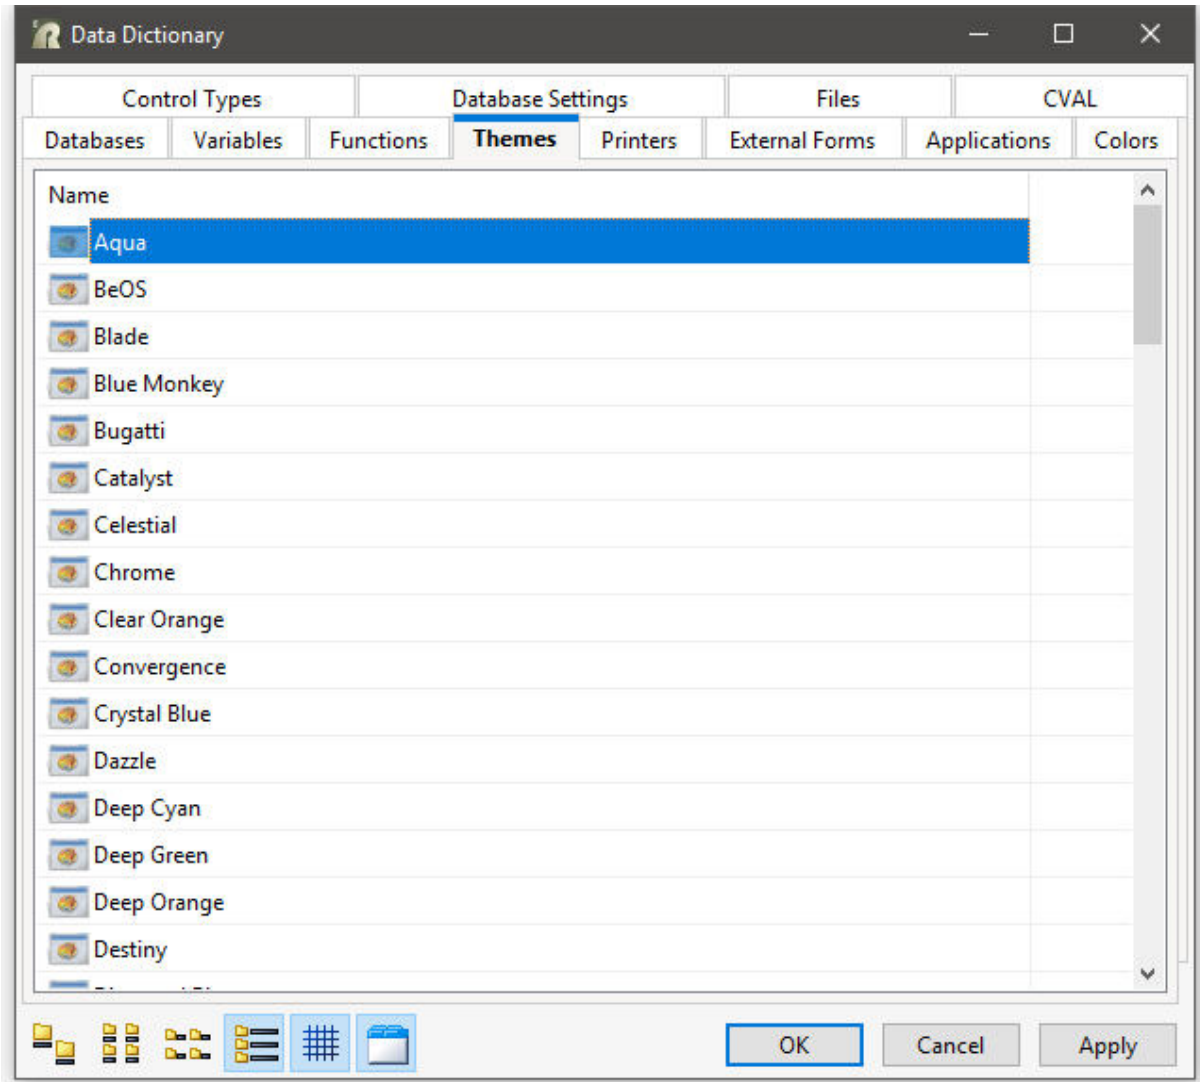 Data Dictionary
Control Types Database Settings Files CVAL
Databases Variables Functions Themes Printers External Forms Applications Colors
Name
Aqua
BeOS
Blade
Blue Monkey
Bugatti
Catalyst
Celestial
Chrome
Clear Orange
Convergence
Crystal Blue
Dazzle
Deep Cyan
Deep Green
Deep Orange
Destiny
OK Cancel Apply